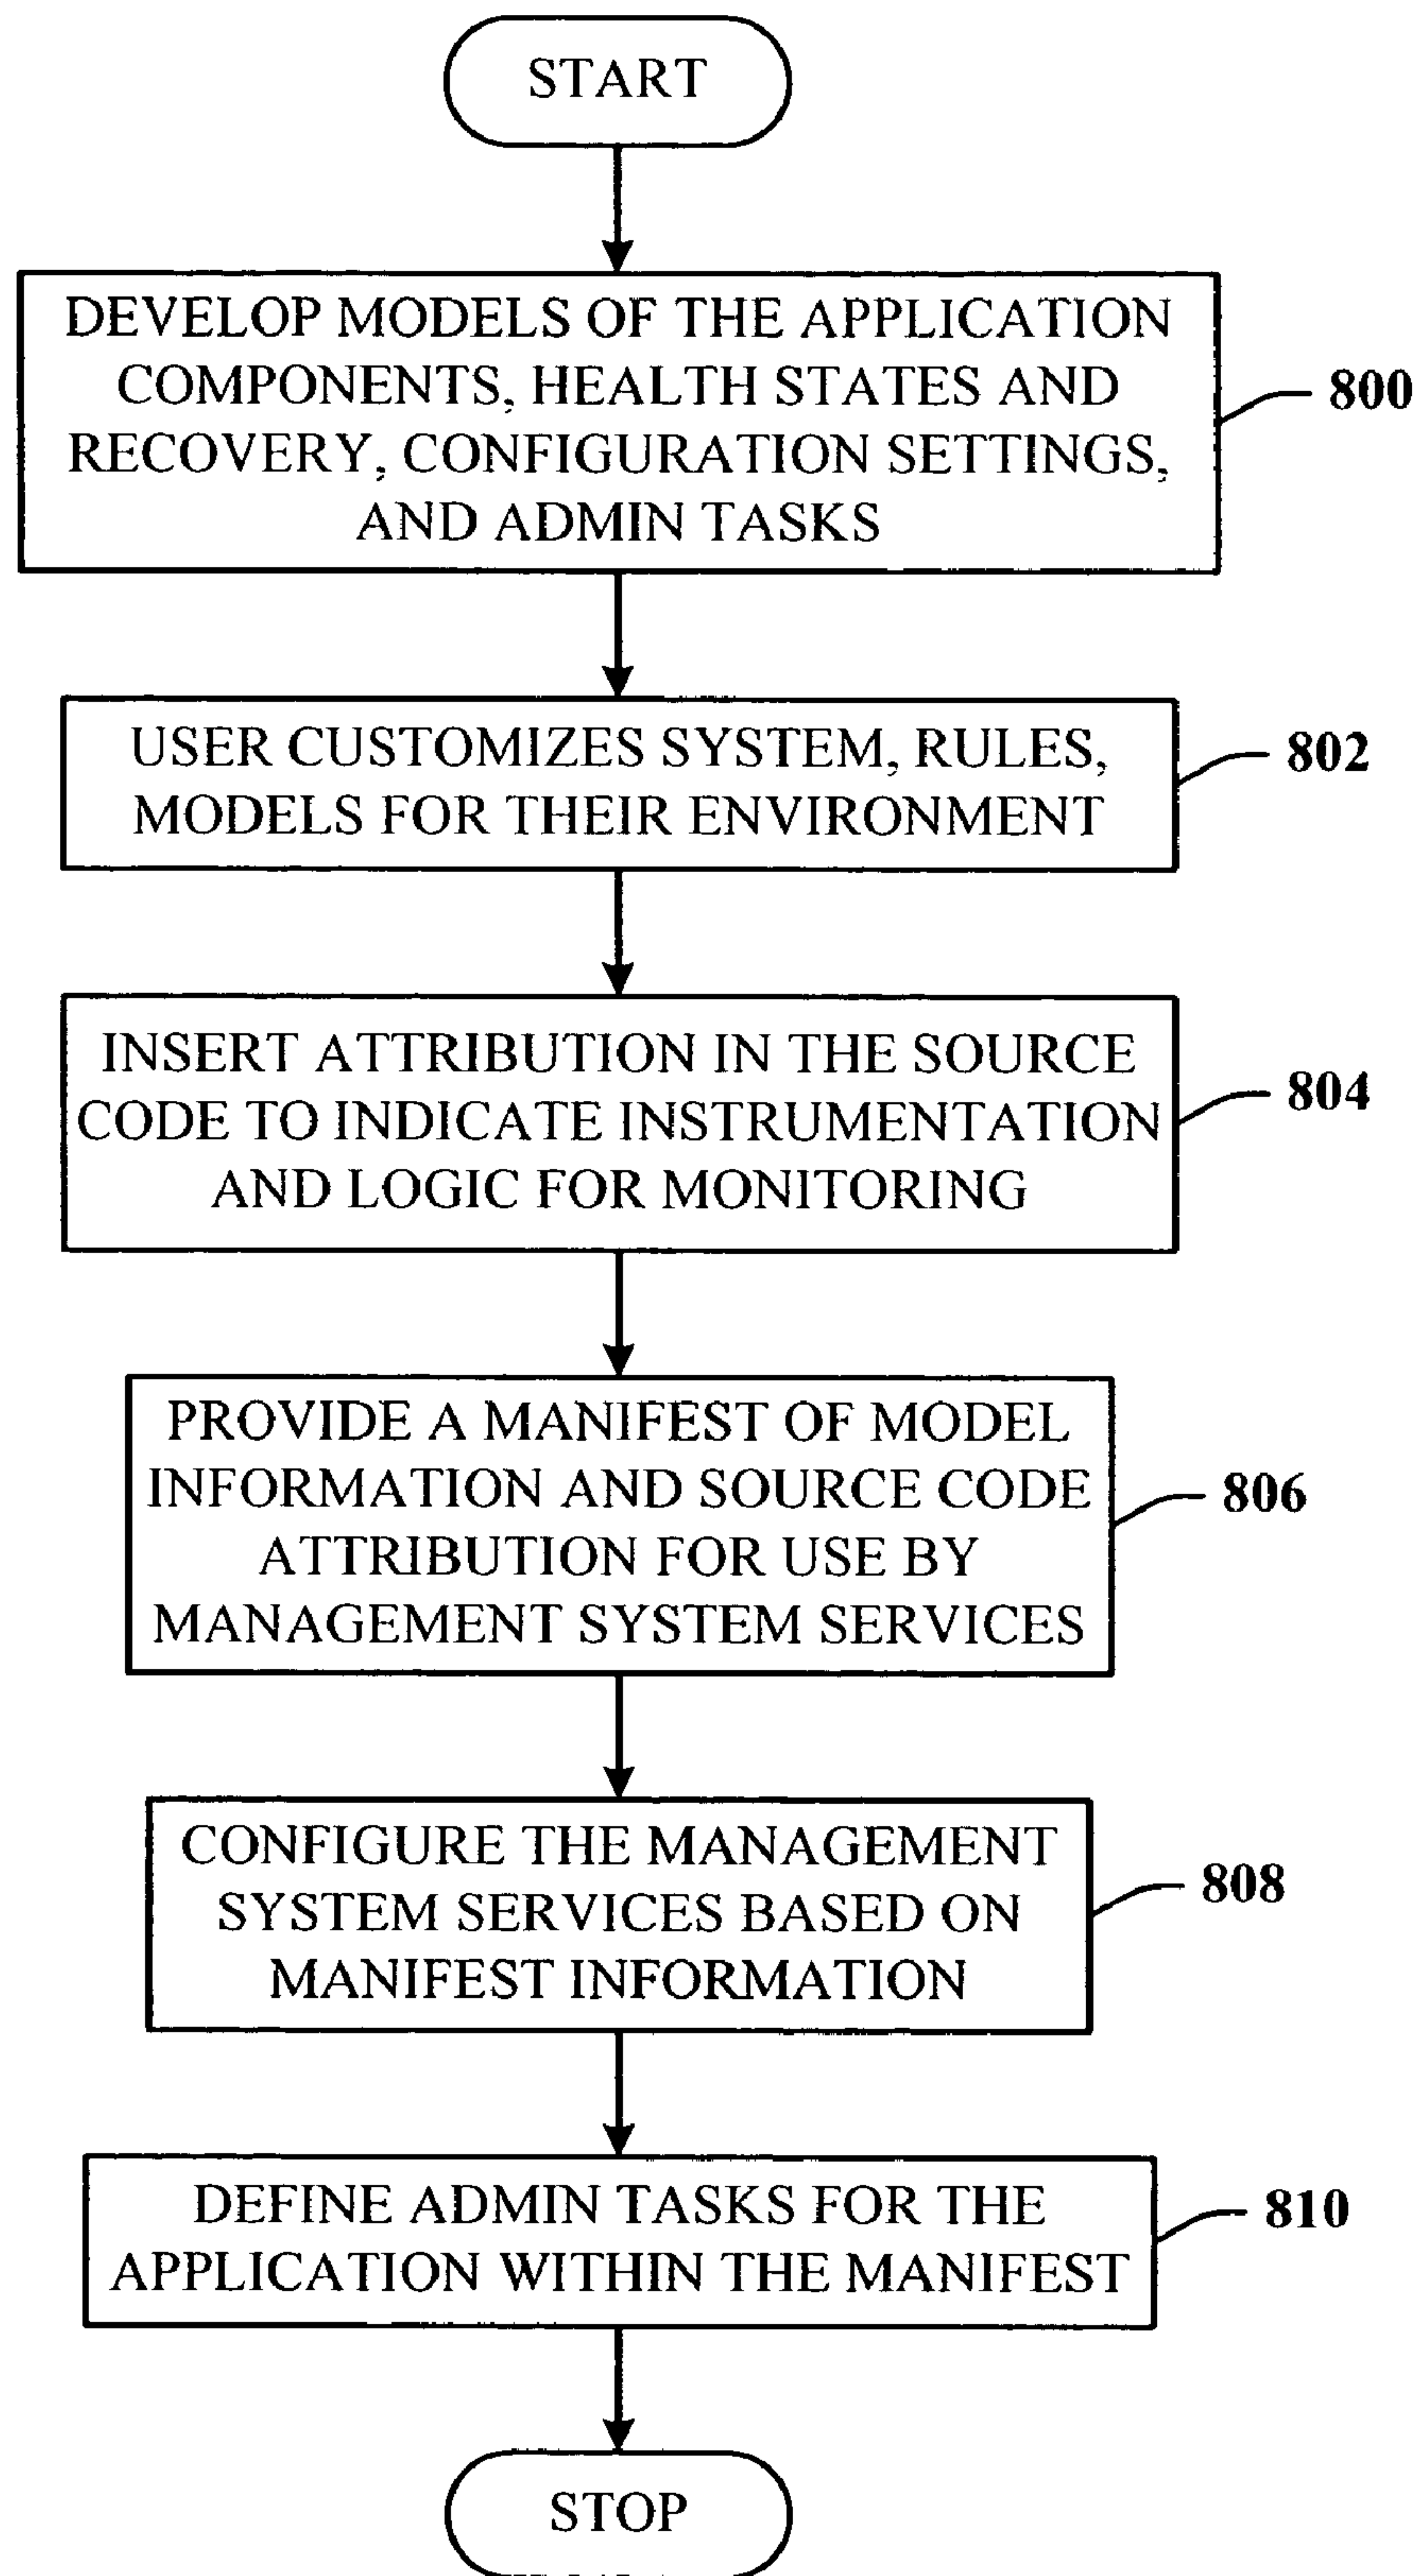 START
DEVELOP MODELS OF THE APPLICATION
COMPONENTS, HEALTH STATES AND
RECOVERY, CONFIGURATION SETTINGS,
AND ADMIN TASKS
800
USER CUSTOMIZES SYSTEM, RULES,
MODELS FOR THEIR ENVIRONMENT
802
INSERT ATTRIBUTION IN THE SOURCE
CODE TO INDICATE INSTRUMENTATION
AND LOGIC FOR MONITORING
804
PROVIDE A MANIFEST OF MODEL
INFORMATION AND SOURCE CODE
ATTRIBUTION FOR USE BY
MANAGEMENT SYSTEM SERVICES
806
CONFIGURE THE MANAGEMENT
SYSTEM SERVICES BASED ON
MANIFEST INFORMATION
808
DEFINE ADMIN TASKS FOR THE
APPLICATION WITHIN THE MANIFEST
810
STOP